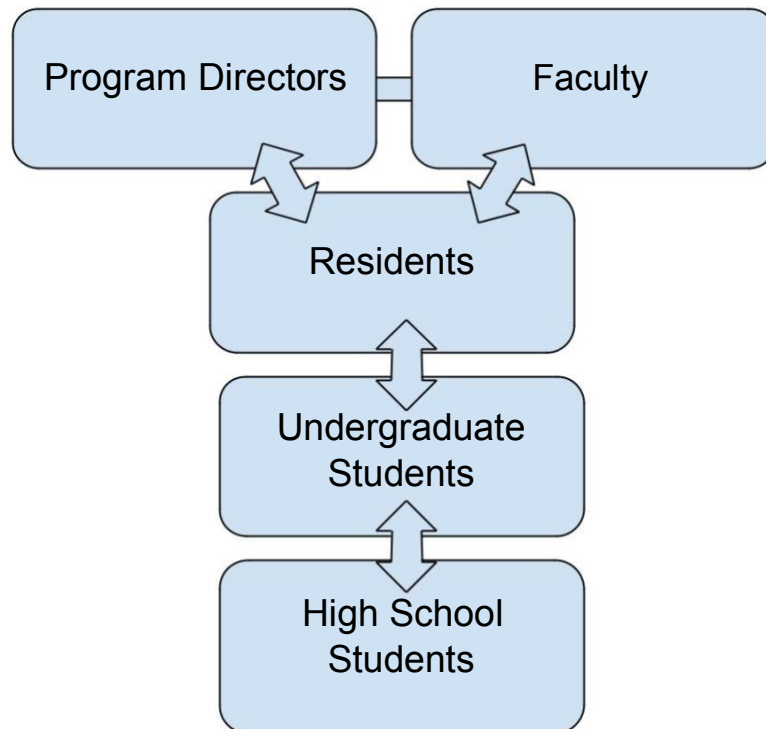 Program Directors
Faculty
Residents
Undergraduate
Students
High School
Students